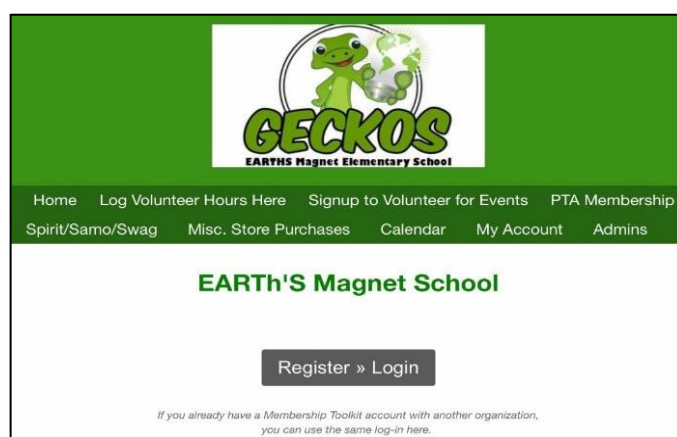 GECKOS
EARTHS Magnet Elementary School
Home Log Volunteer Hours Here Signup to Volunteer for Events PTA Membership
Spirit/Samo/Swag Misc. Store Purchases Calendar My Account Admins
EARTh'S Magnet School
Register » Login
If you already have a Membership Toolkit account with another organization,
you can use the same log-in here.